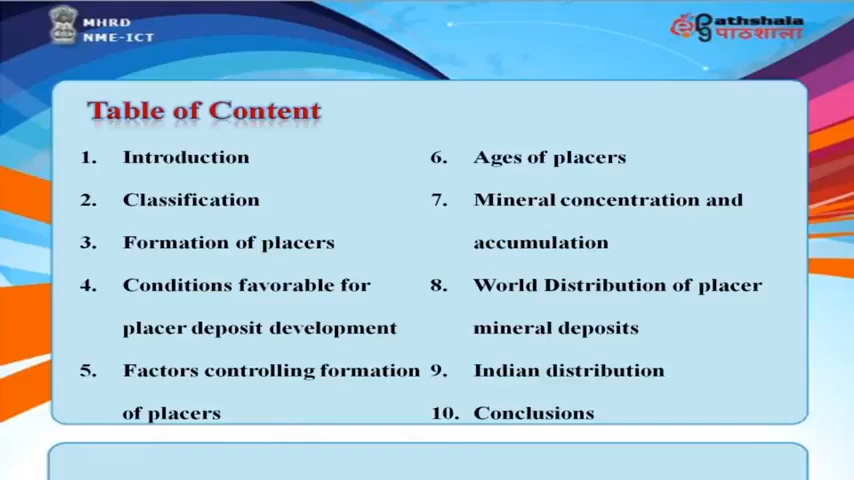 MHRD
NME-ICT
epathshala
पाठशाला
Table of Content
1. Introduction
2. Classification
3. Formation of placers
4. Conditions favorable for
placer deposit development
5. Factors controlling formation
of placers
6. Ages of placers
7. Mineral concentration and
accumulation
8. World Distribution of placer
mineral deposits
9. Indian distribution
10. Conclusions